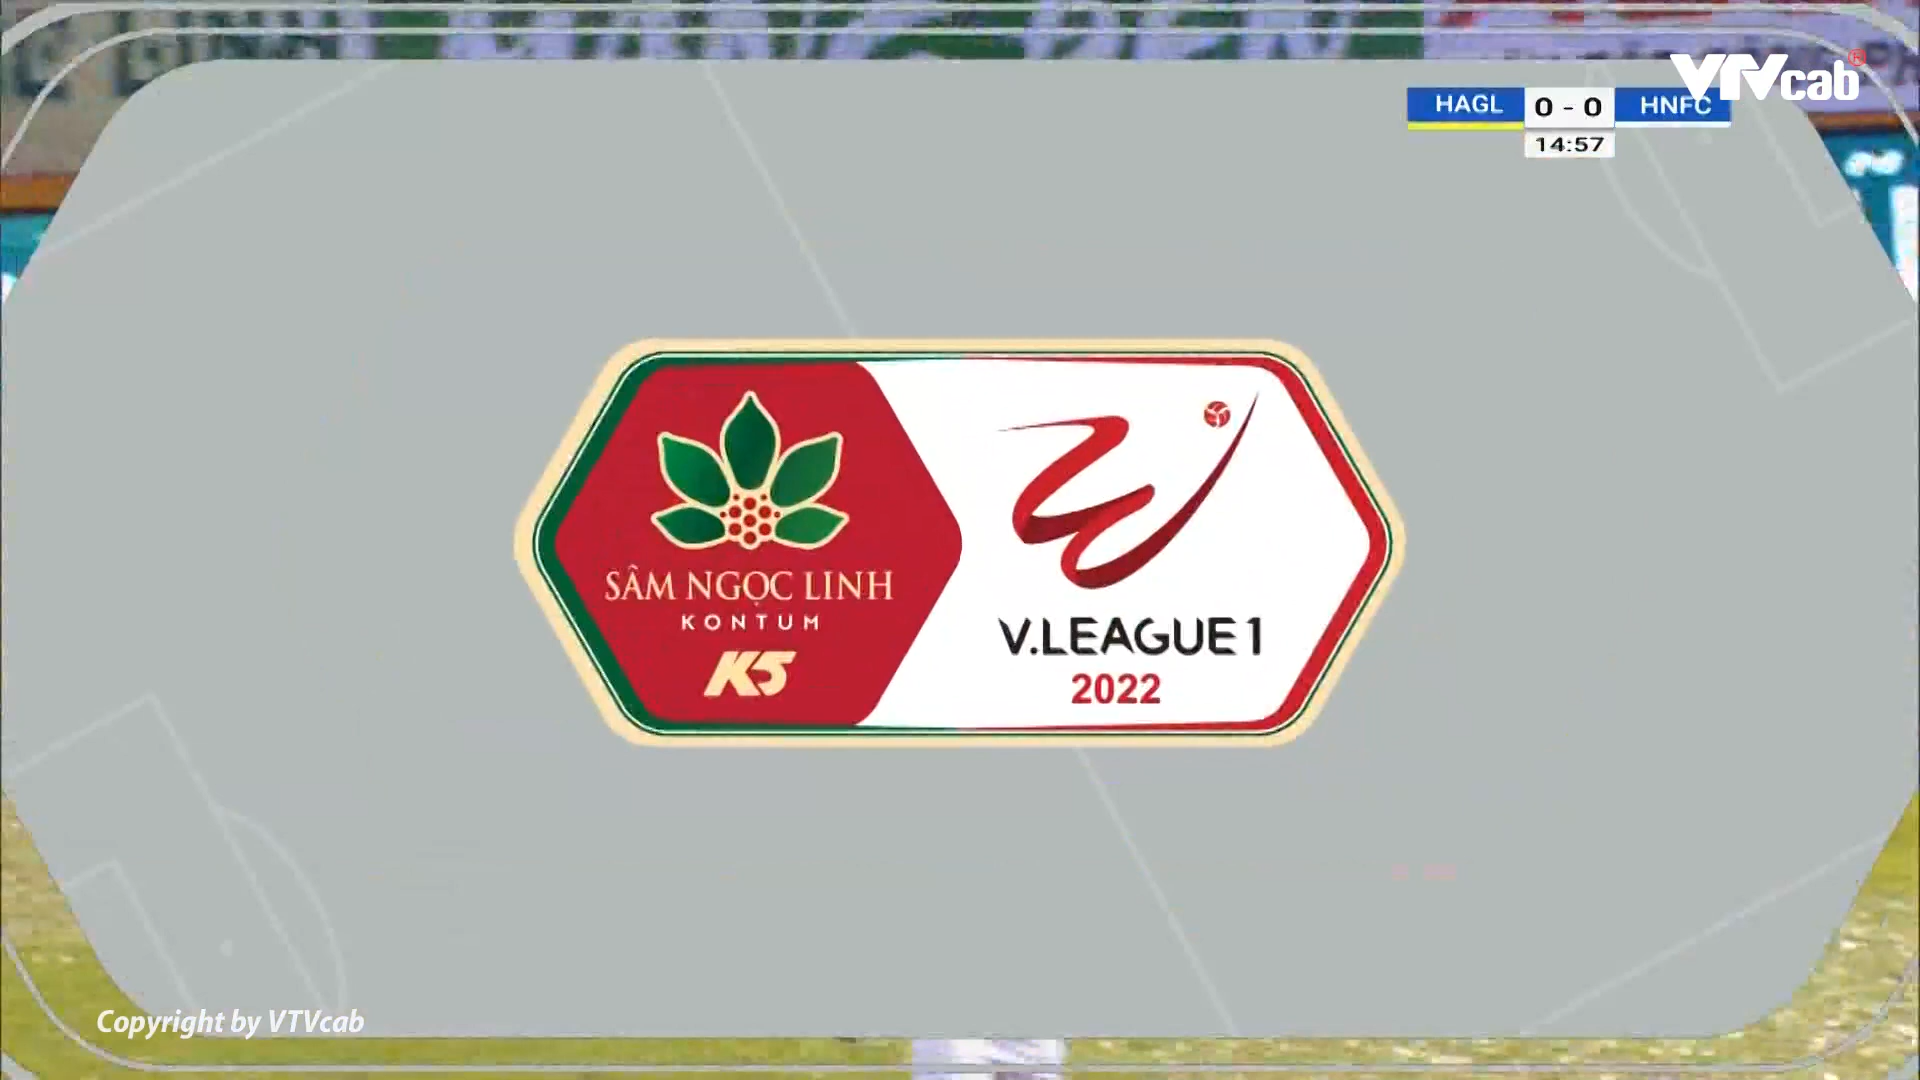 VTVcab®
HAGL 0 - 0 HNFC
14:57
SÂM NGỌC LINH
KONTUM
K5
V.LEAGUE 1
2022
Copyright by VTVcab